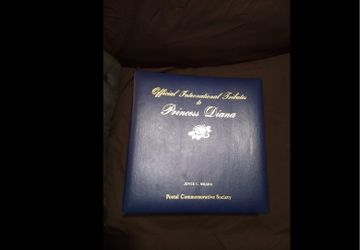 Official International Tributes
to
Princess Diana
Postal Commemorative Society